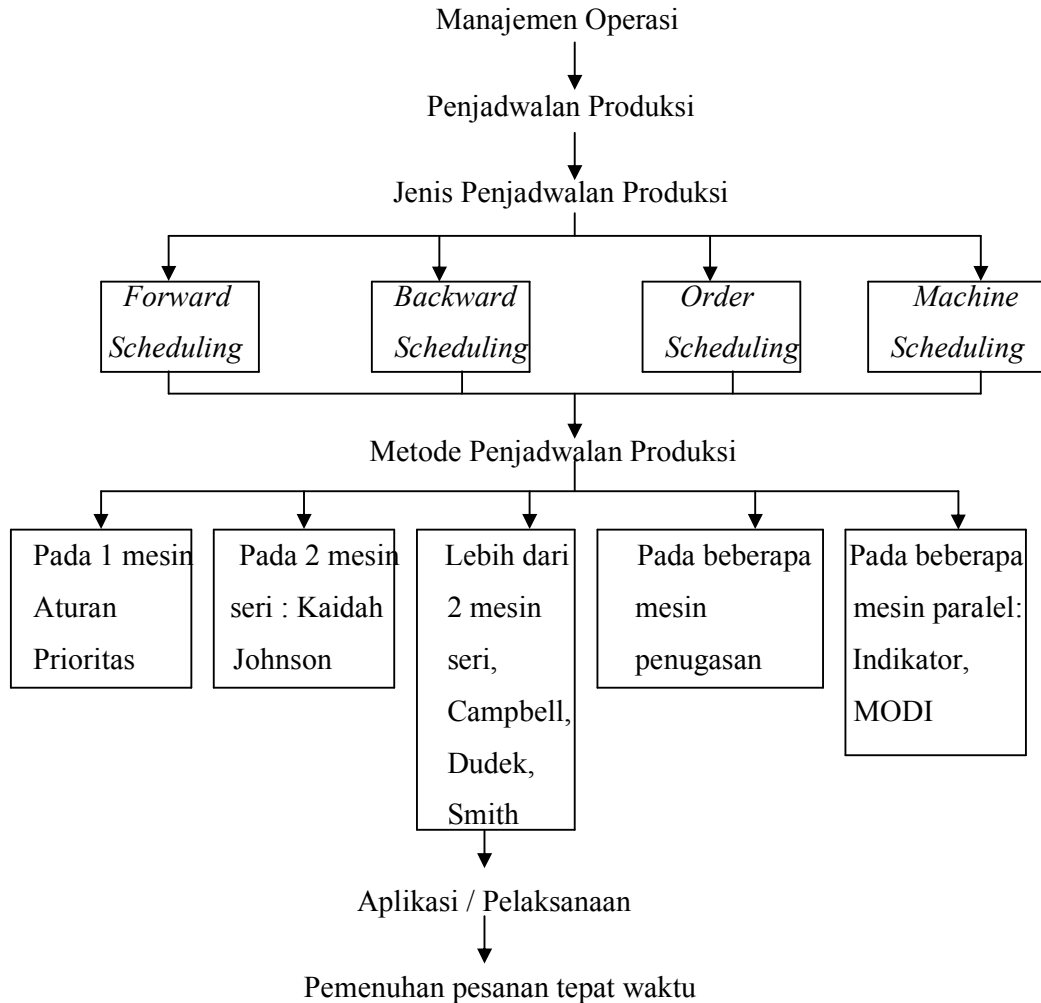 Manajemen Operasi
Penjadwalan Produksi
Jenis Penjadwalan Produksi
Forward
Scheduling
Backward
Scheduling
Order
Scheduling
Machine
Scheduling
Metode Penjadwalan Produksi
Pada 1 mesin
Aturan
Prioritas
Pada 2 mesin
seri : Kaidah
Johnson
Lebih dari
2 mesin
seri,
Campbell,
Dudek,
Smith
Pada beberapa
mesin
penugasan
Pada beberapa
mesin paralel:
Indikator,
MODI
Aplikasi / Pelaksanaan
Pemenuhan pesanan tepat waktu